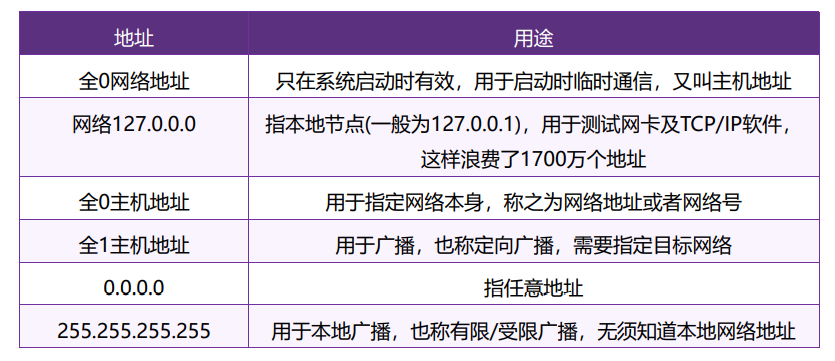 地址 用途
全0网络地址 只在系统启动时有效，用于启动时临时通信，又叫主机地址
网络127.0.0.0 指本地节点(一般为127.0.0.1)，用于测试网卡及TCP/IP软件，
这样浪费了1700万个地址
全0主机地址 用于指定网络本身，称之为网络地址或者网络号
全1主机地址 用于广播，也称定向广播，需要指定目标网络
0.0.0.0 指任意地址
255.255.255.255 用于本地广播，也称有限/受限广播，无须知道本地网络地址